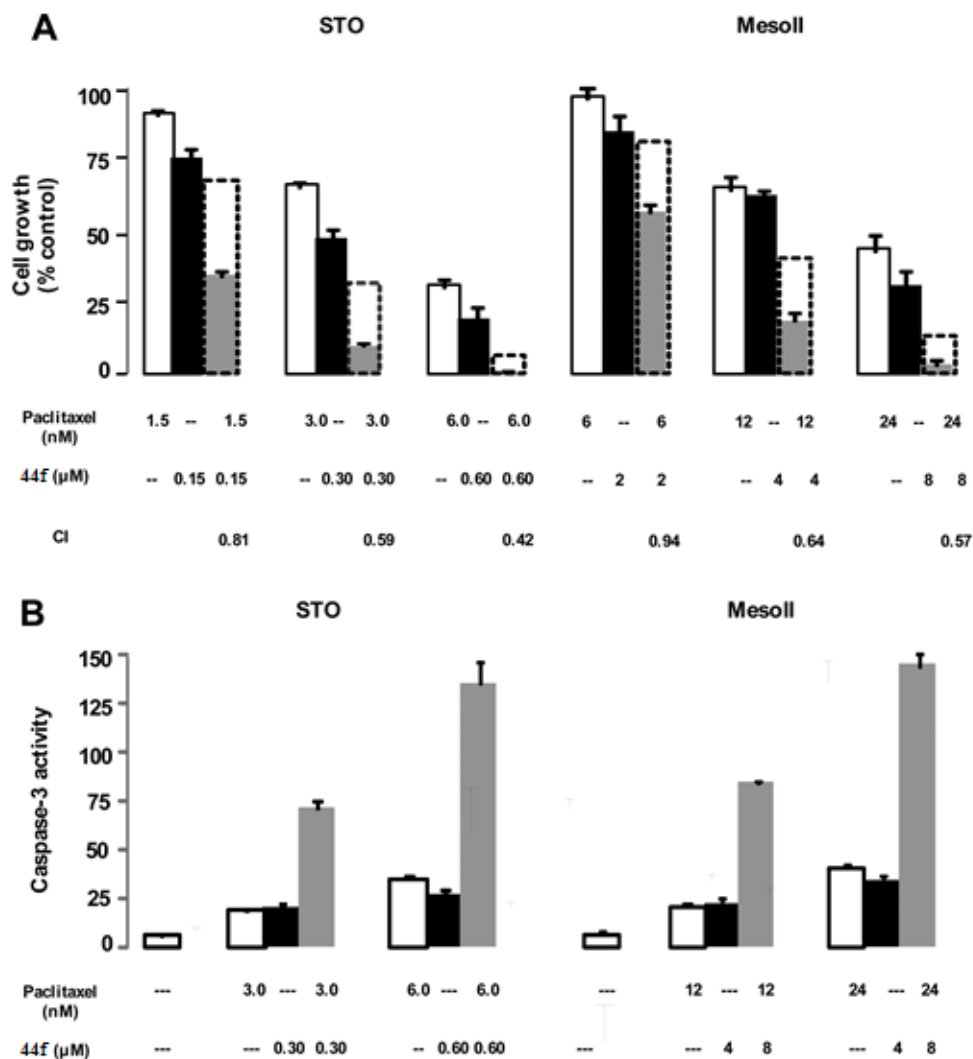 A
STO
MesoII
Cell growth
(% control)
100
75
50
25
0
Paclitaxel
(nM)
1.5 -- 1.5 3.0 -- 3.0 6.0 -- 6.0 6 -- 6 12 -- 12 24 -- 24
44f (µM)
-- 0.15 0.15 -- 0.30 0.30 -- 0.60 0.60 -- 2 2 -- 4 4 -- 8 8
CI
0.81 0.59 0.42 0.94 0.64 0.57
B
STO
MesoII
Caspase-3 activity
150
125
100
75
50
25
0
Paclitaxel
(nM)
--- 3.0 --- 3.0 6.0 --- 6.0 --- 12 --- 12 24 --- 24
44f (µM)
--- --- 0.30 0.30 -- 0.60 0.60 --- --- 4 8 --- 4 8